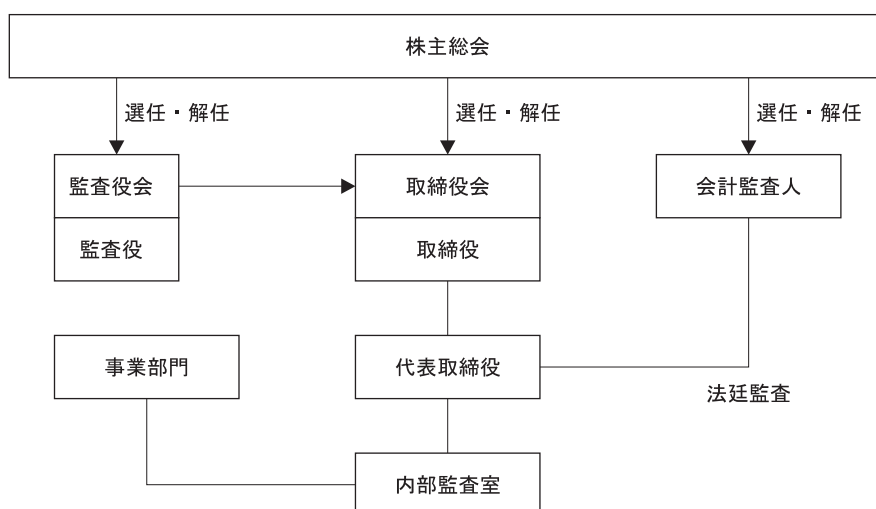 株主総会
選任・解任
選任・解任
選任・解任
監査役会
取締役会
会計監査人
監査役
取締役
事業部門
代表取締役
法廷監査
内部監査室